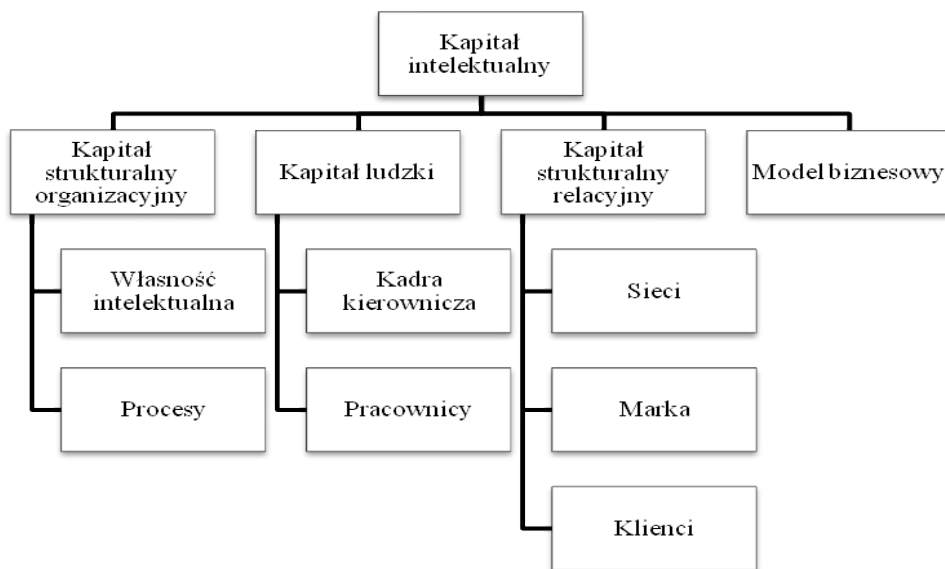 Kapitał
intelektualny
Kapitał
strukturalny
organizacyjny
Kapitał ludzki
Kapitał
strukturalny
relacyjny
Model biznesowy
Własność
intelektualna
Kadra
kierownicza
Sieci
Procesy
Pracownicy
Marka
Klienci